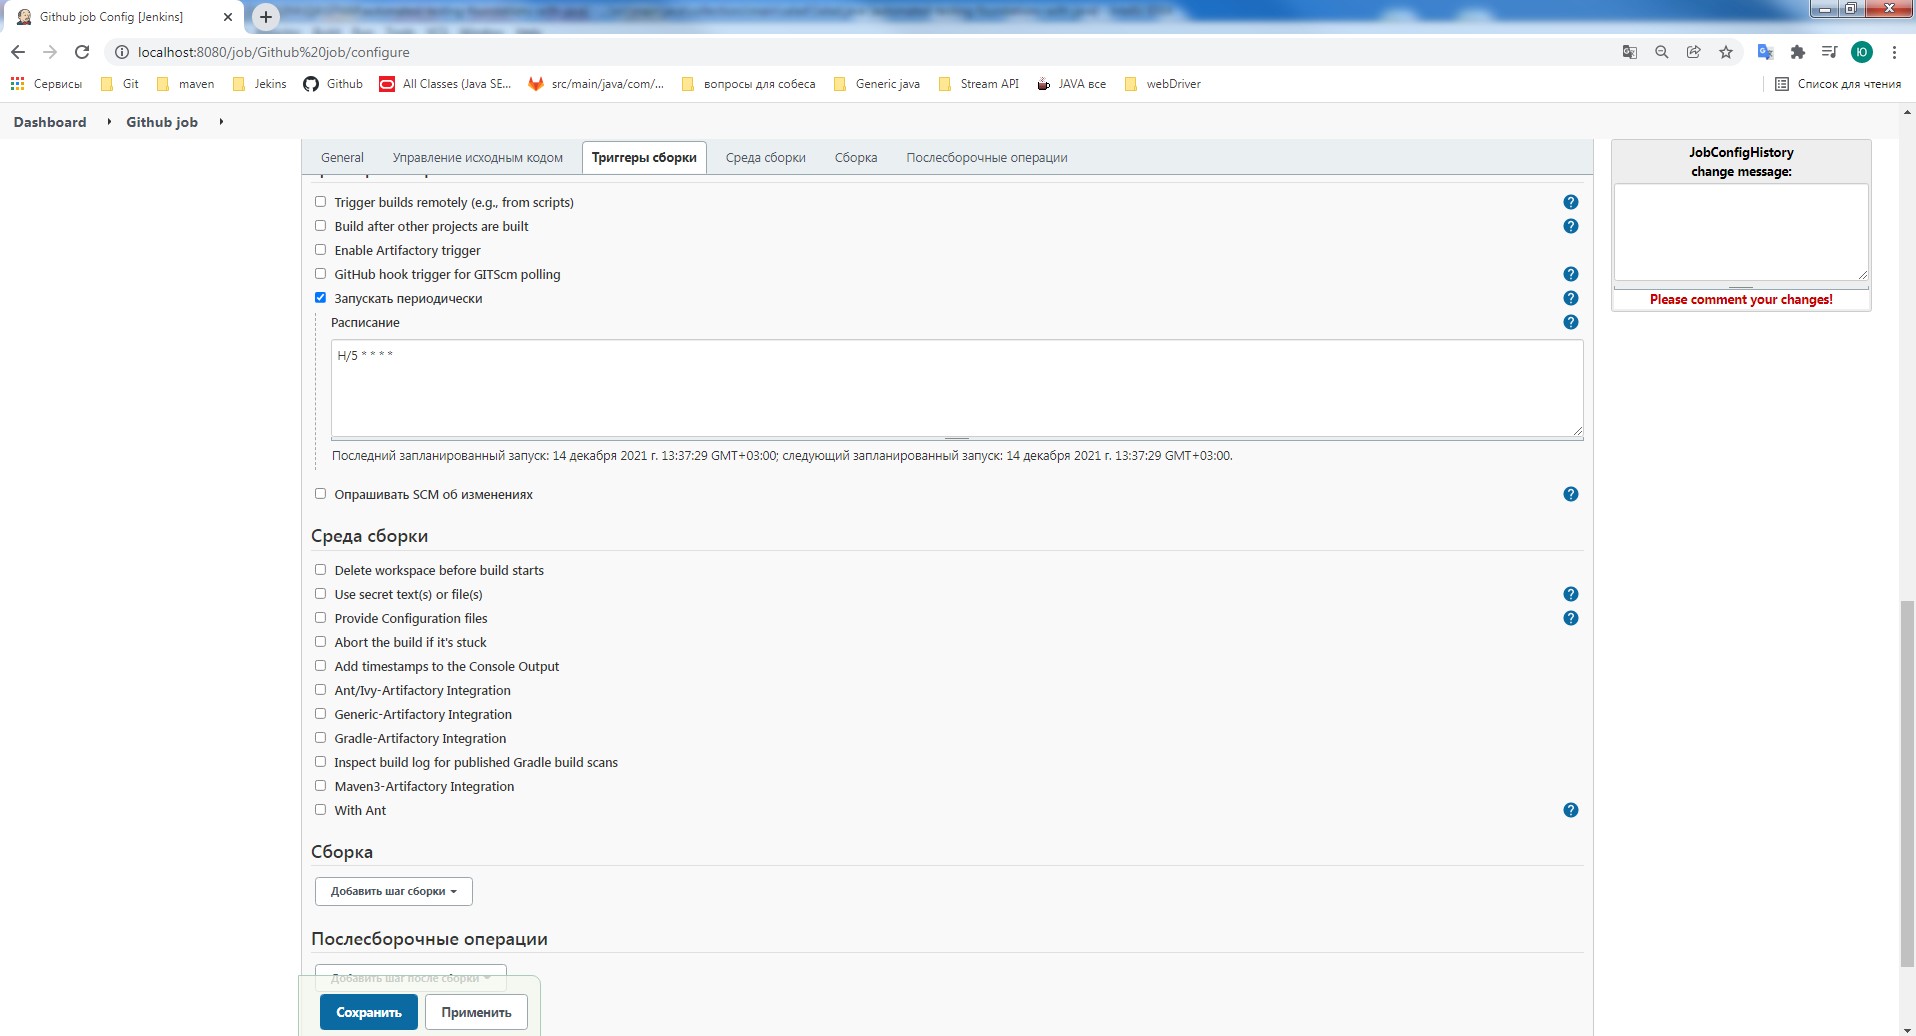 Github job Config [Jenkins]
localhost:8080/job/Github%20job/configure
Ю
Сервисы Git maven Jekins Github All Classes (Java SE... src/main/java/com/... вопросы для собеса Generic java Stream API JAVA все webDriver Список для чтения
Dashboard Github job
General Управление исходным кодом Триггеры сборки Среда сборки Сборка Послесборочные операции
JobConfigHistory
change message:
Trigger builds remotely (e.g., from scripts)
Build after other projects are built
Enable Artifactory trigger
GitHub hook trigger for GITScm polling
Запускать периодически
Please comment your changes!
Расписание
H/5 * * * *
Последний запланированный запуск: 14 декабря 2021 г. 13:37:29 GMT+03:00; следующий запланированный запуск: 14 декабря 2021 г. 13:37:29 GMT+03:00.
Опрашивать SCM об изменениях
Среда сборки
Delete workspace before build starts
Use secret text(s) or file(s)
Provide Configuration files
Abort the build if it's stuck
Add timestamps to the Console Output
Ant/Ivy-Artifactory Integration
Generic-Artifactory Integration
Gradle-Artifactory Integration
Inspect build log for published Gradle build scans
Maven3-Artifactory Integration
With Ant
Сборка
Добавить шаг сборки
Послесборочные операции
Добавить шаг после сборки
Сохранить Применить